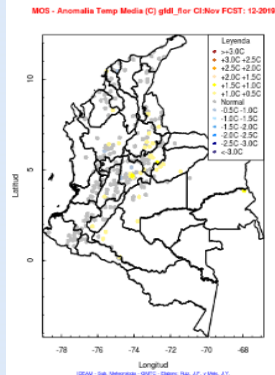 MOS - Anomalia Temp Media (C) gfdl_flor CI:Nov FCST: 12-2019
Leyenda
>+3.0C
+3.0C +2.5C
+2.5C +2.0C
+2.0C +1.5C
+1.5C +1.0C
+1.0C +0.5C
Normal
-0.5C -1.0C
-1.0C -1.5C
-1.5C -2.0C
-2.0C -2.5C
-2.5C -3.0C
<-3.0C
Latitud
10
5
0
-78 -76 -74 -72 -70 -68
Longitud